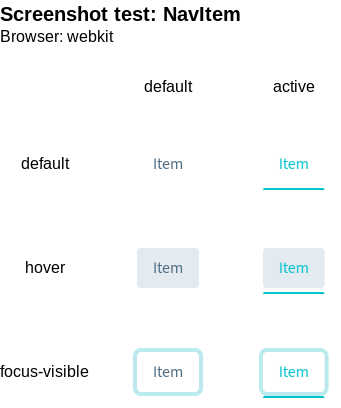 Screenshot test: NavItem
Browser: webkit
default active
default Item Item
hover Item Item
focus-visible Item Item